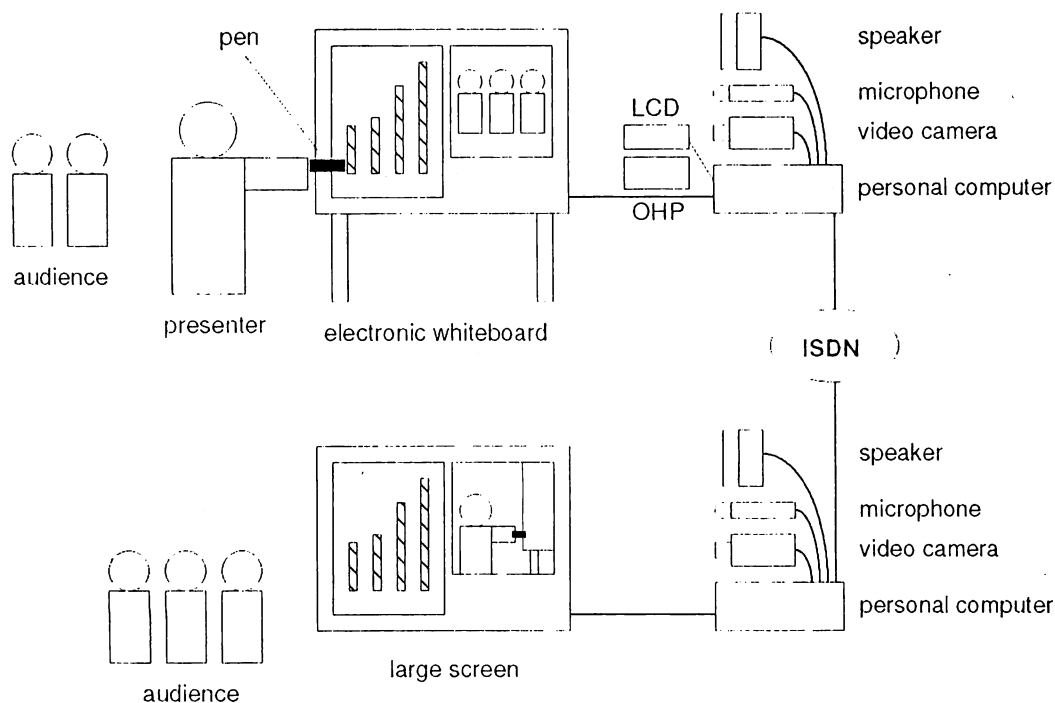 pen
speaker
microphone
LCD
video camera
personal computer
OHP
audience
presenter
electronic whiteboard
ISDN
speaker
microphone
video camera
personal computer
large screen
audience